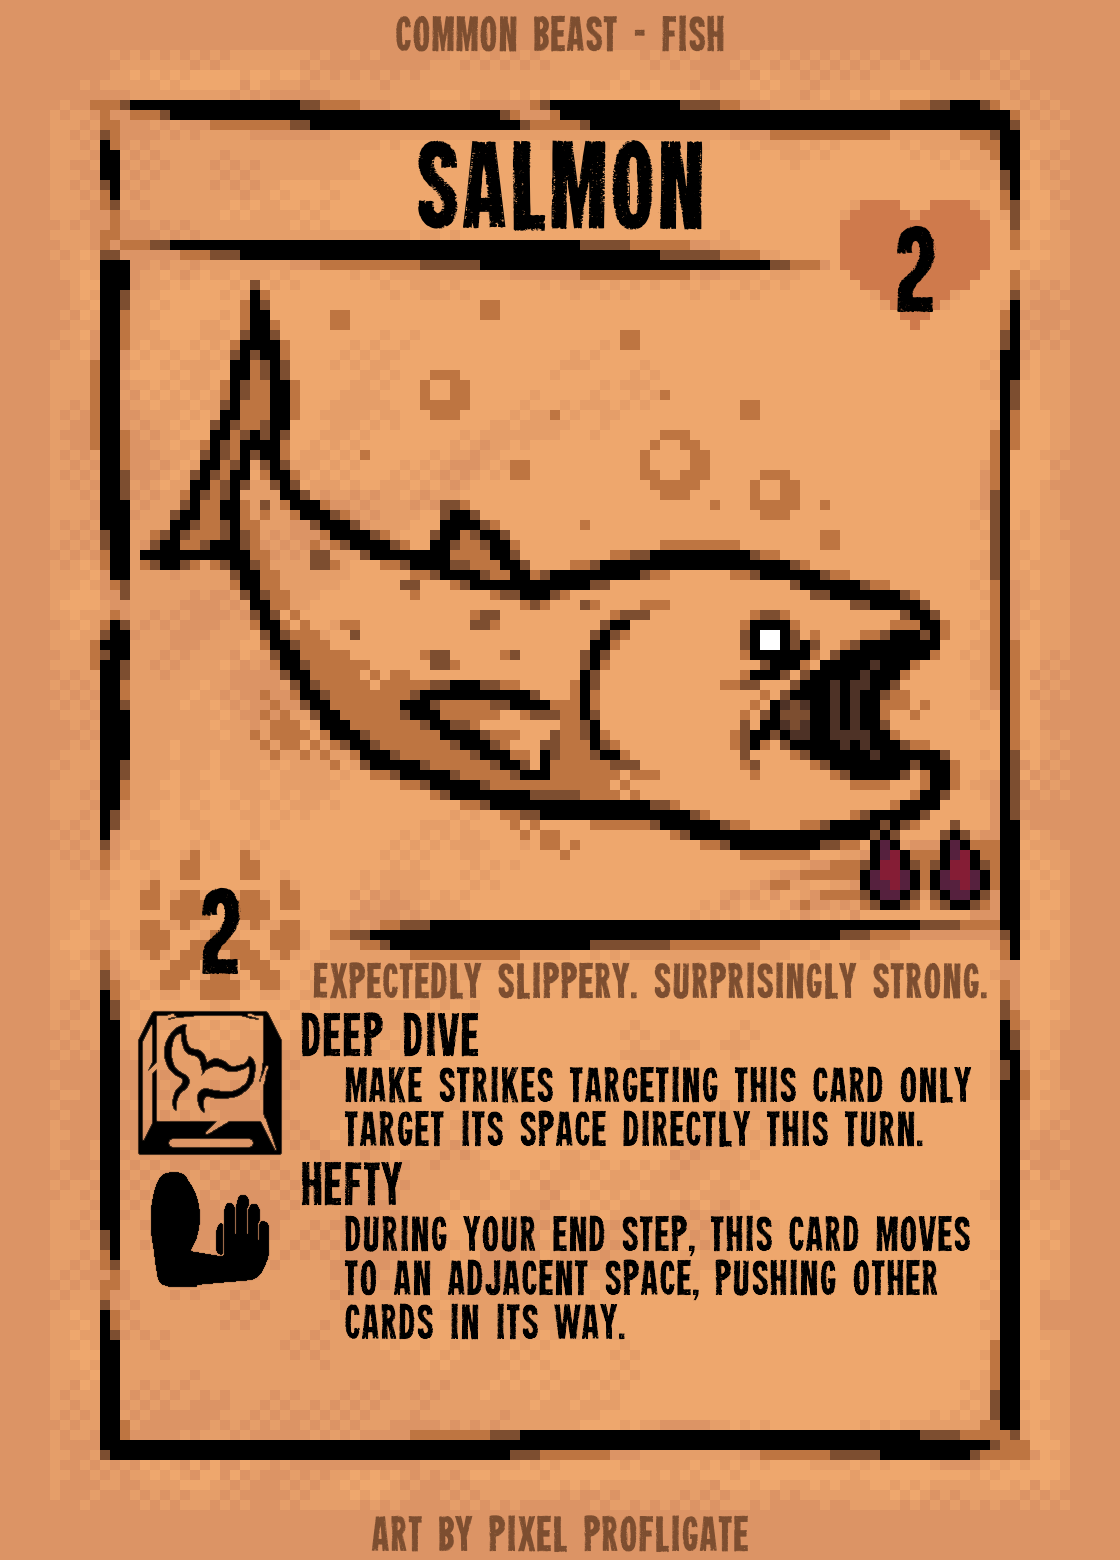 COMMON BEAST - FISH
SALMON
2
2
EXPECTEDLY SLIPPERY. SURPRISINGLY STRONG.
DEEP DIVE
MAKE STRIKES TARGETING THIS CARD ONLY
TARGET ITS SPACE DIRECTLY THIS TURN.
HEFTY
DURING YOUR END STEP, THIS CARD MOVES
TO AN ADJACENT SPACE, PUSHING OTHER
CARDS IN ITS WAY.
ART BY PIXEL PROFLIGATE